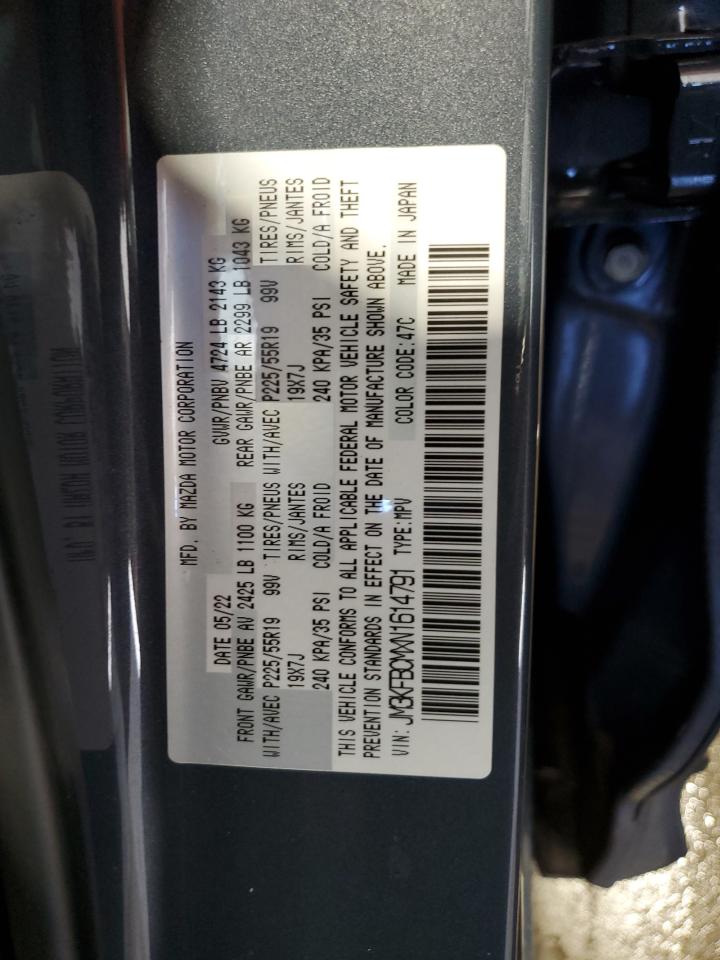 MFD. BY MAZDA MOTOR CORPORATION
DATE 05/22 GVWR/PNBV 4724 LB 2143 KG
FRONT GAWR/PNBE AV 2425 LB 1100 KG REAR GAWR/PNBE AR 2299 LB 1043 KG
WITH/AVEC P225/55R19 99V TIRES/PNEUS WITH/AVEC P225/55R19 99V TIRES/PNEUS
19X7J RIMS/JANTES 19X7J RIMS/JANTES
240 KPA/35 PSI COLD/A FROID 240 KPA/35 PSI COLD/A FROID
THIS VEHICLE CONFORMS TO ALL APPLICABLE FEDERAL MOTOR VEHICLE SAFETY AND THEFT
PREVENTION STANDARDS IN EFFECT ON THE DATE OF MANUFACTURE SHOWN ABOVE.
VIN: JM3KFBCMXN1614791 TYPE:MPV COLOR CODE:47C MADE IN JAPAN